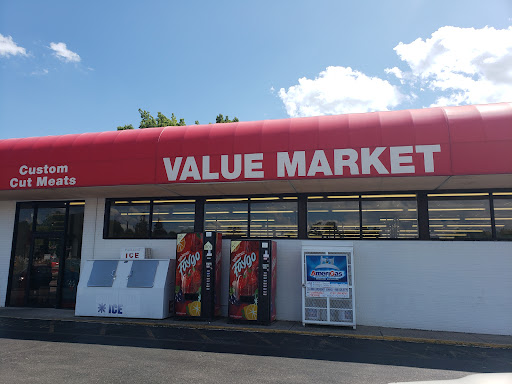 Custom
Cut Meats
VALUE MARKET
ICE
ICE
Faygo
Faygo
AmeriGas